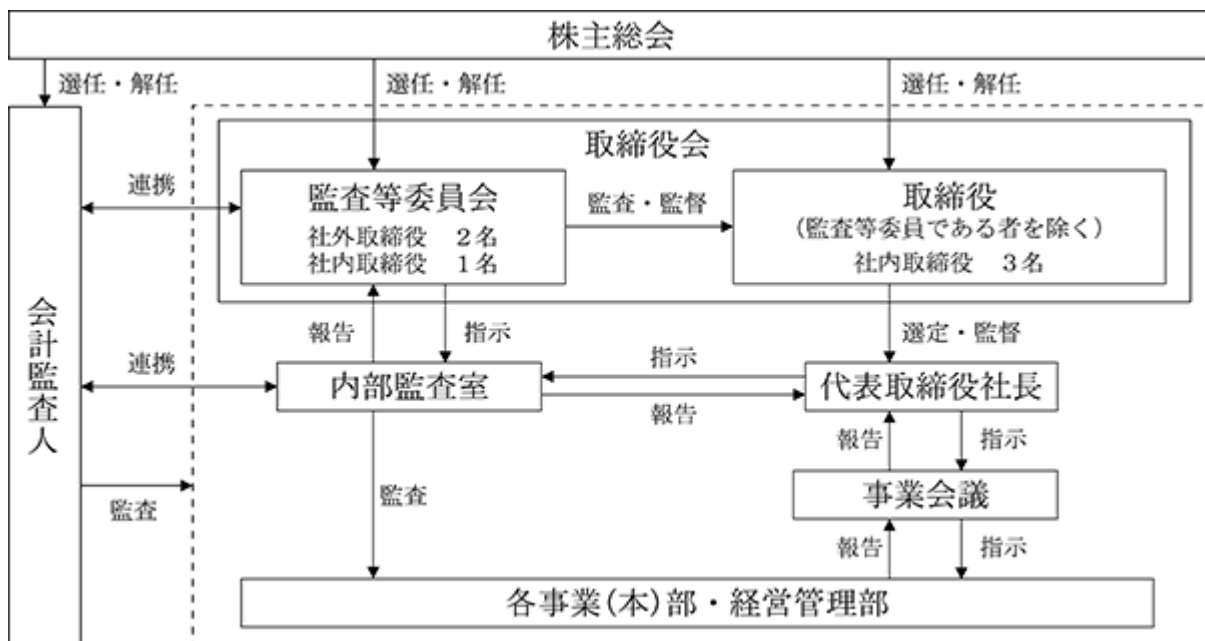 株主総会
選任・解任
選任・解任
選任・解任
取締役会
監査等委員会
社外取締役　２名
社内取締役　１名
監査・監督
取締役
(監査等委員である者を除く)
社内取締役　３名
連携
会計監査人
報告
指示
選定・監督
連携
内部監査室
指示
報告
代表取締役社長
報告
指示
監査
監査
事業会議
報告
指示
各事業(本)部・経営管理部